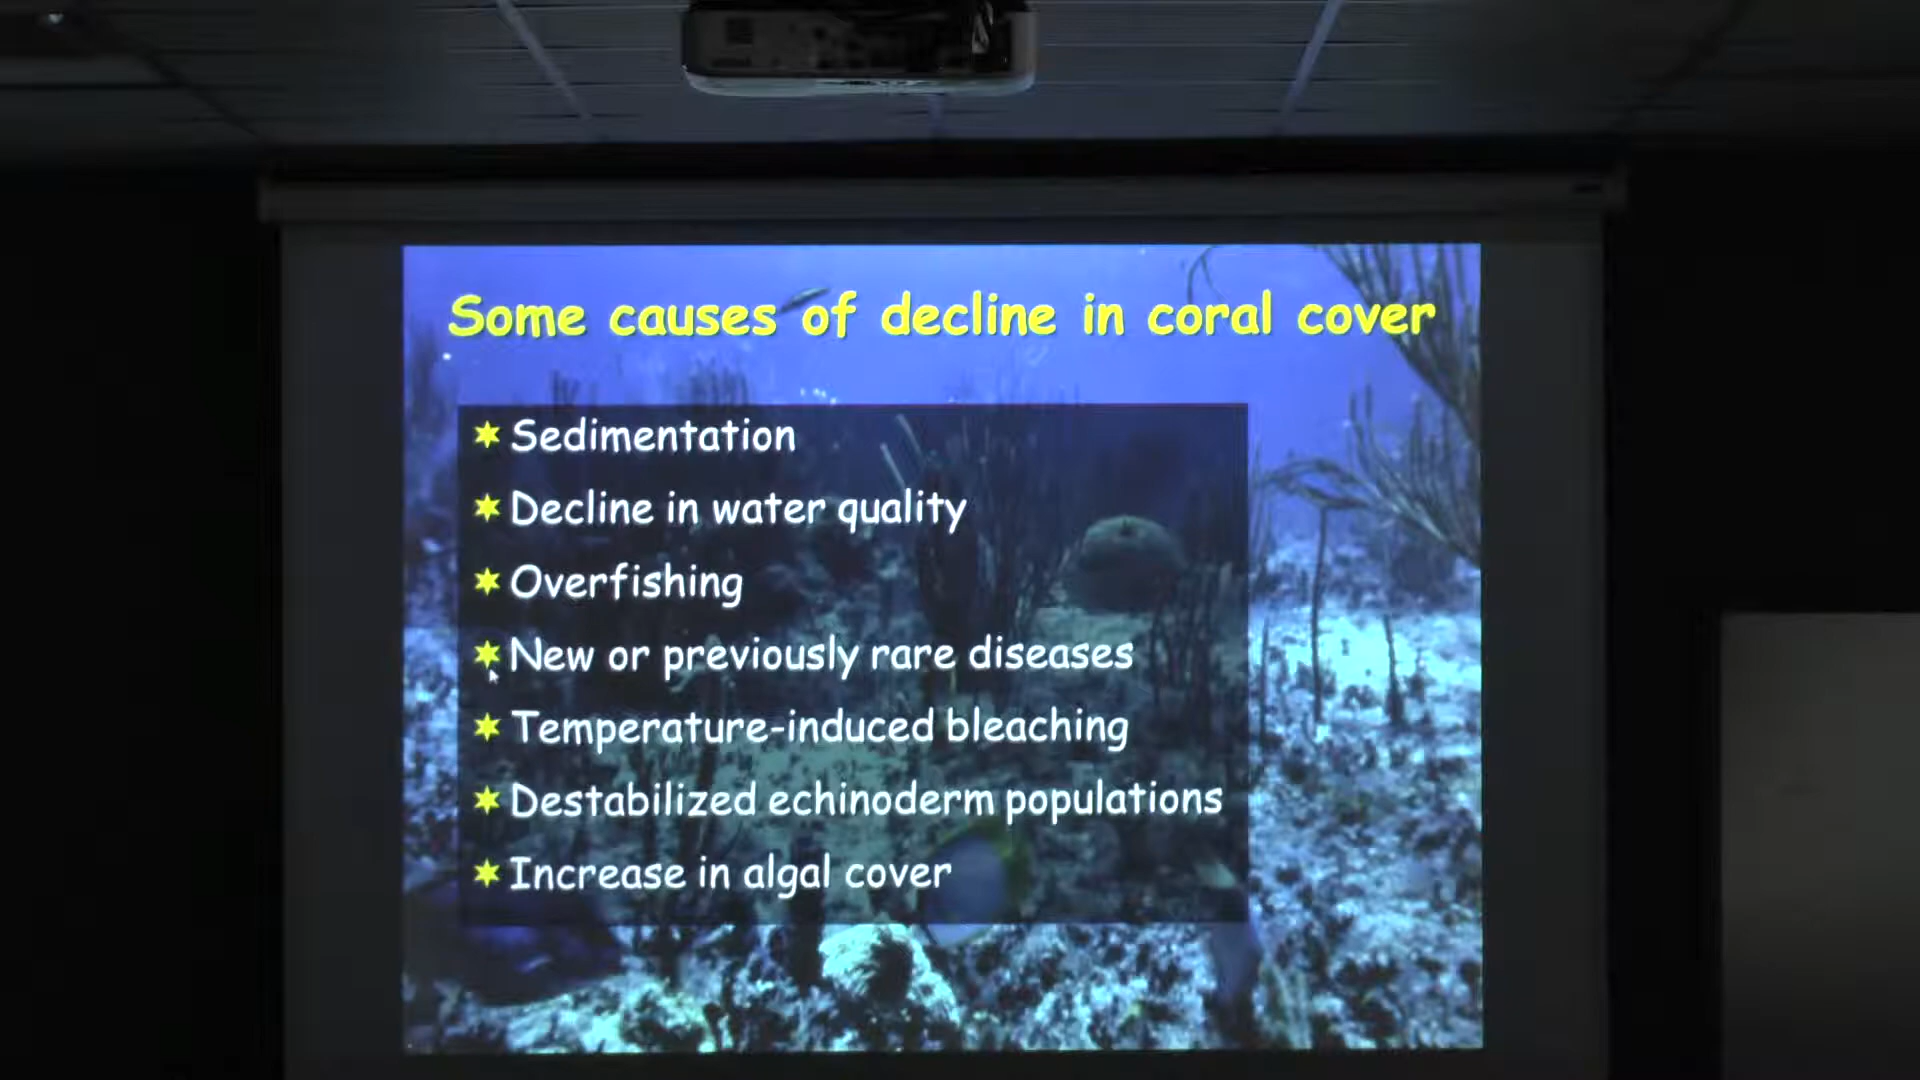 Some causes of decline in coral cover
Sedimentation
Decline in water quality
Overfishing
New or previously rare diseases
Temperature-induced bleaching
Destabilized echinoderm populations
Increase in algal cover